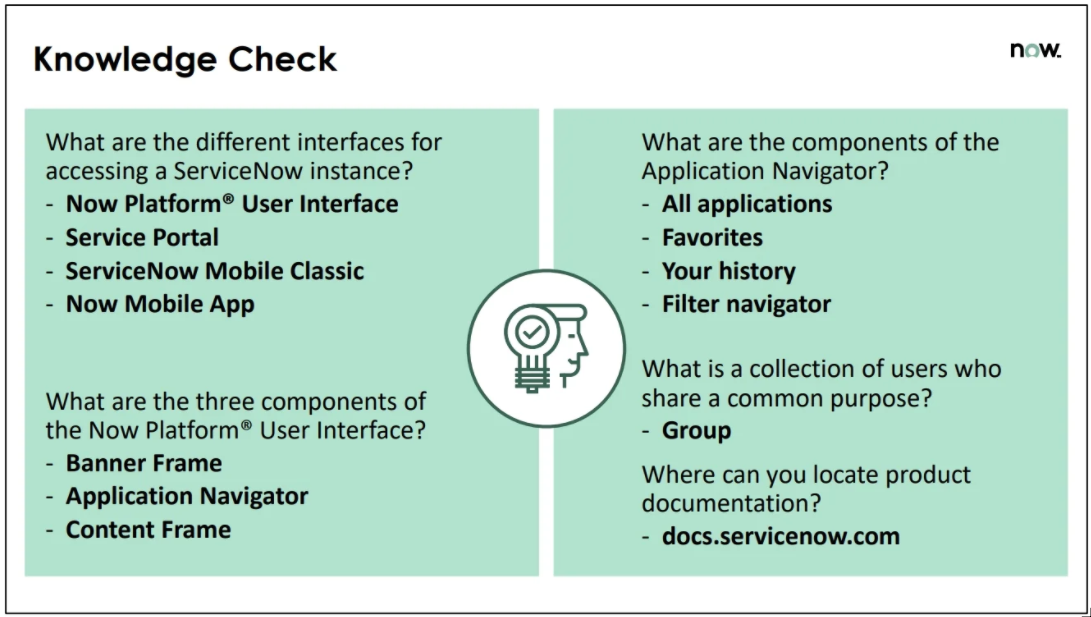 Knowledge Check
now.
What are the different interfaces for
accessing a ServiceNow instance?
- Now Platform® User Interface
- Service Portal
- ServiceNow Mobile Classic
- Now Mobile App
What are the three components of
the Now Platform® User Interface?
- Banner Frame
- Application Navigator
- Content Frame
What are the components of the
Application Navigator?
- All applications
- Favorites
- Your history
- Filter navigator
What is a collection of users who
share a common purpose?
- Group
Where can you locate product
documentation?
- docs.servicenow.com